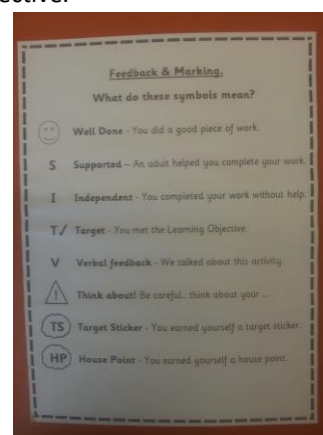 Feedback & Marking.
What do these symbols mean?
Well Done - You did a good piece of work.
S Supported – An adult helped you complete your work.
I Independent - You completed your work without help.
T✓ Target - You met the Learning Objective.
V Verbal feedback - We talked about this activity.
! Think about! Be careful.. think about your ...
TS Target Sticker - You earned yourself a target sticker.
HP House Point - You earned yourself a house point.